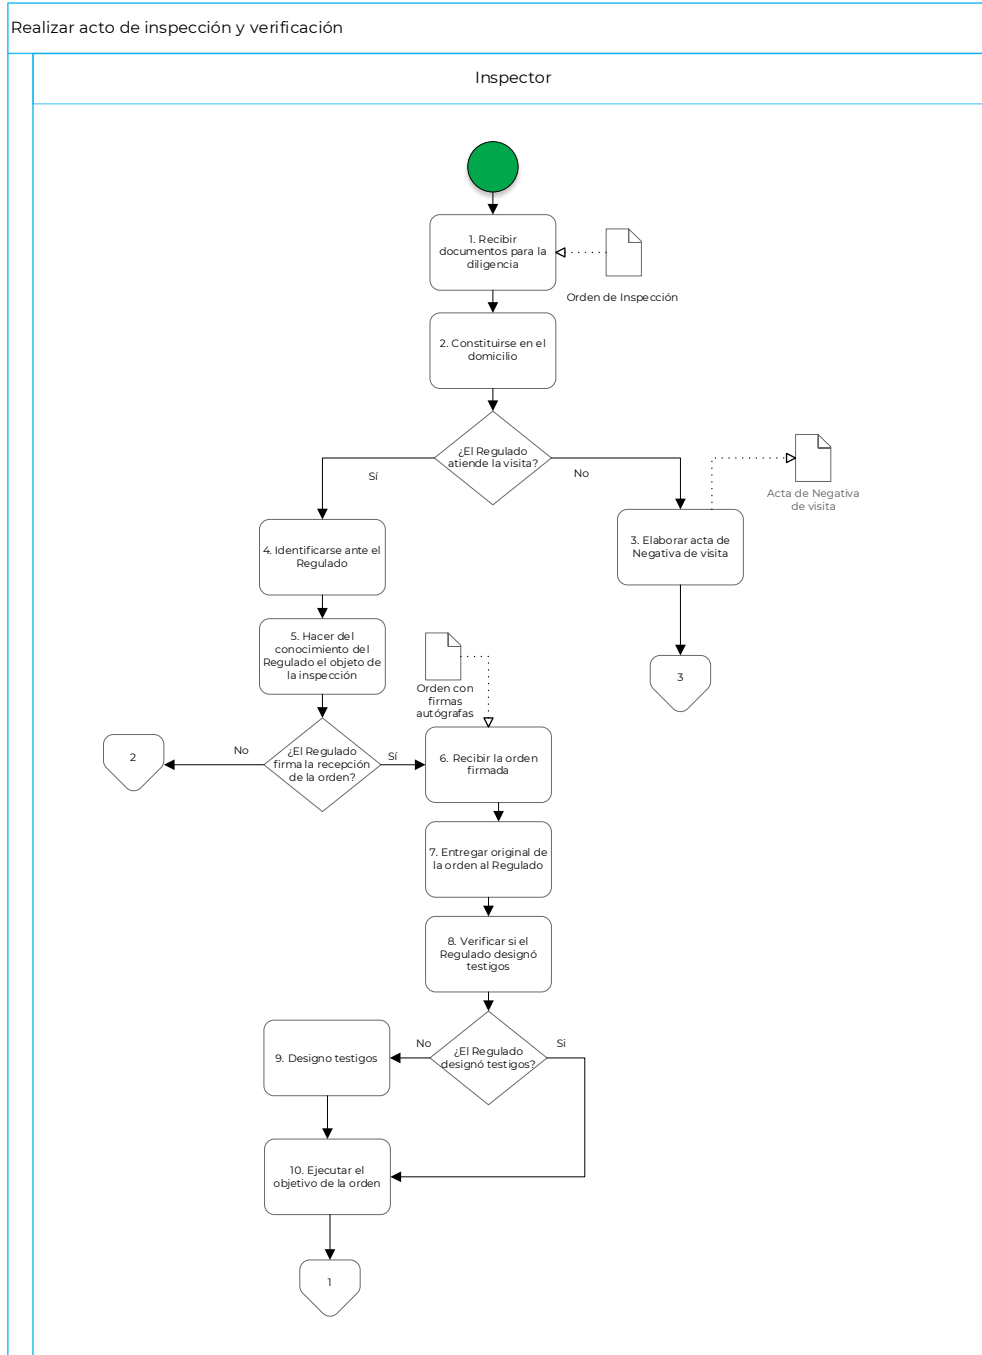 Realizar acto de inspección y verificación
Inspector
1. Recibir
documentos para la
diligencia
Orden de Inspección
2. Constituirse en el
domicilio
¿El Regulado
atiende la visita?
Sí
No
Acta de Negativa
de visita
3. Elaborar acta de
Negativa de visita
3
4. Identificarse ante el
Regulado
5. Hacer del
conocimiento del
Regulado el objeto de
la inspección
Orden con
firmas
autógrafas
¿El Regulado
firma la recepción
de la orden?
No
Sí
2
6. Recibir la orden
firmada
7. Entregar original de
la orden al Regulado
8. Verificar si el
Regulado designó
testigos
¿El Regulado
designó testigos?
No
Si
9. Designo testigos
10. Ejecutar el
objetivo de la orden
1